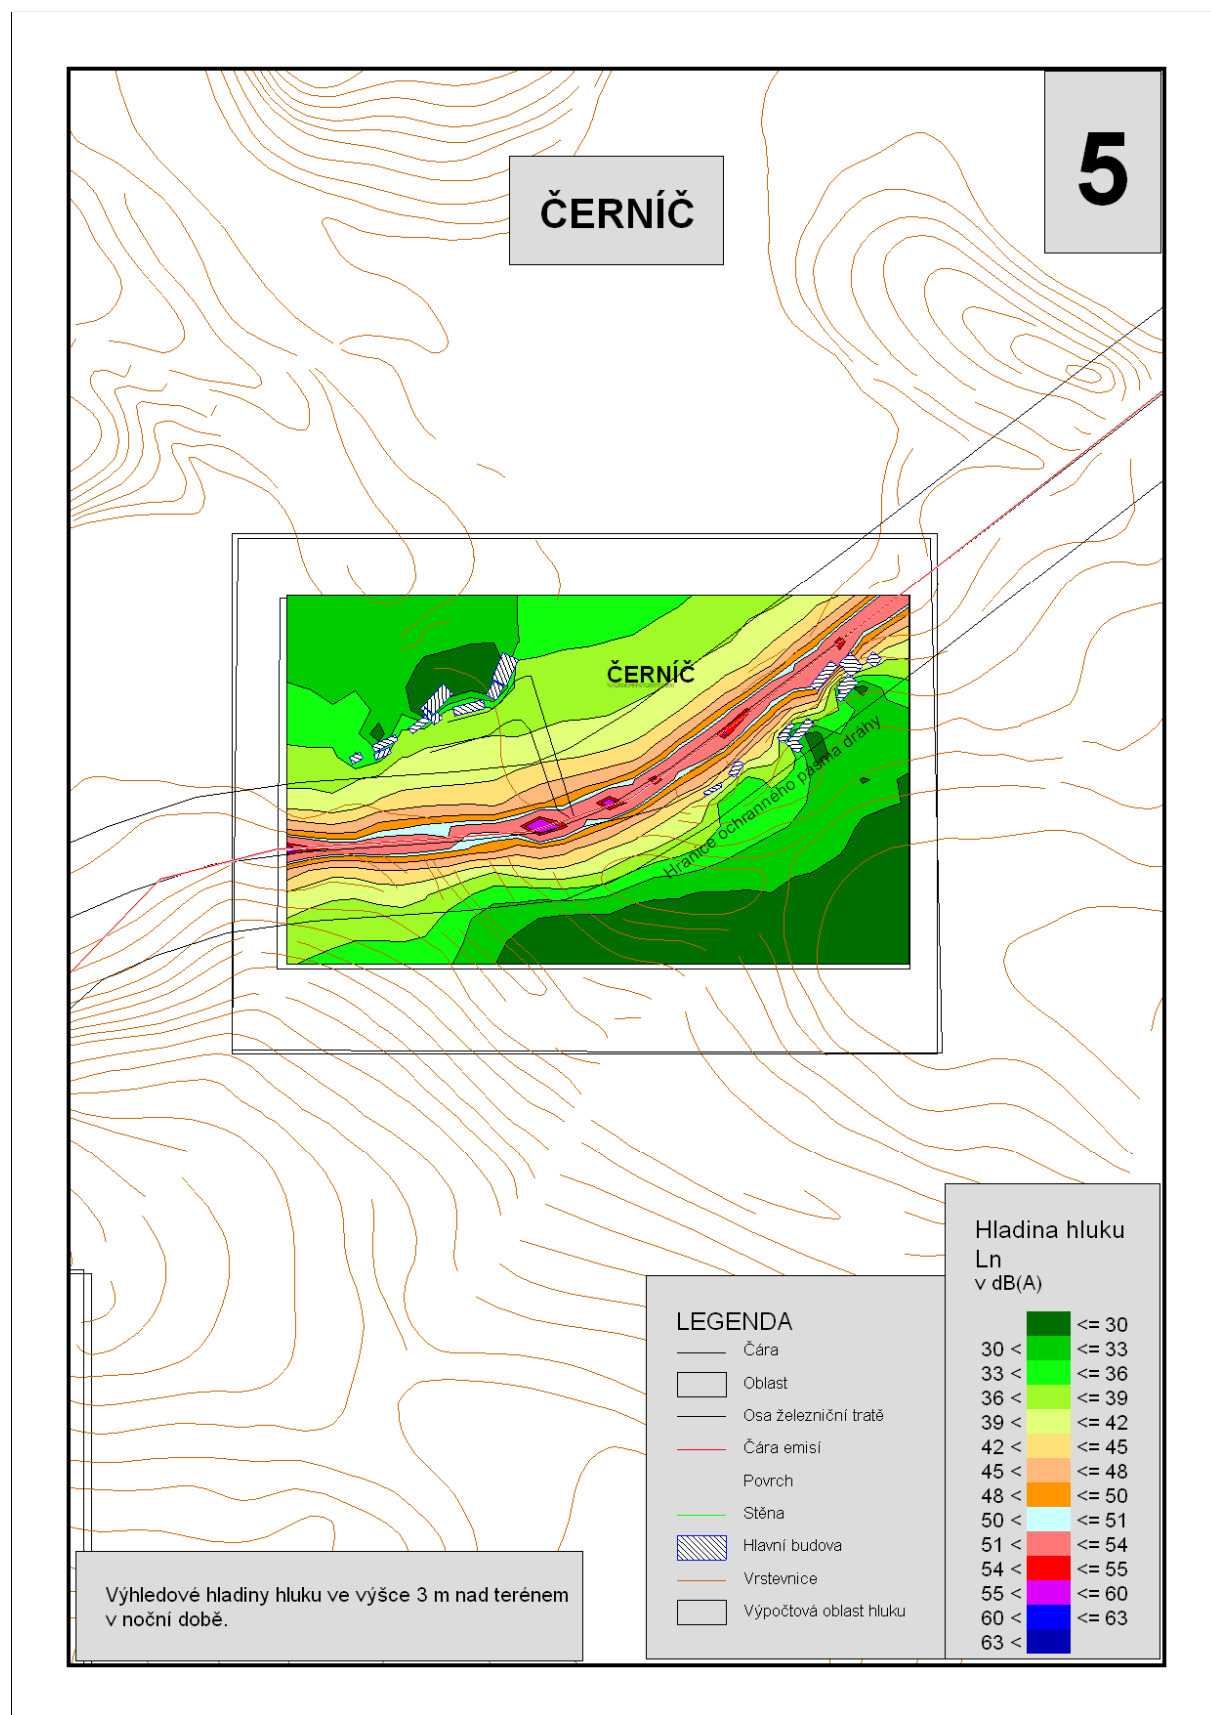 5
ČERNÍČ
ČERNÍČ
Hranice ochranného pásma dráhy
Hladina hluku
Ln
v dB(A)
<= 30
30 < <= 33
33 < <= 36
36 < <= 39
39 < <= 42
42 < <= 45
45 < <= 48
48 < <= 50
50 < <= 51
51 < <= 54
54 < <= 55
55 < <= 60
60 < <= 63
63 <
LEGENDA
Čára
Oblast
Osa železniční tratě
Čára emisí
Povrch
Stěna
Hlavní budova
Vrstevnice
Výpočtová oblast hluku
Výhledové hladiny hluku ve výšce 3 m nad terénem
v noční době.